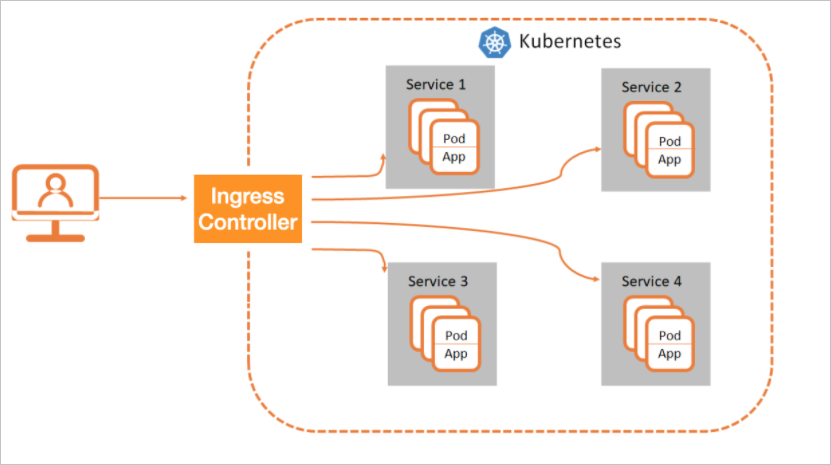 Kubernetes
Service 1
Pod
App
Service 2
Pod
App
Ingress
Controller
Service 3
Pod
App
Service 4
Pod
App